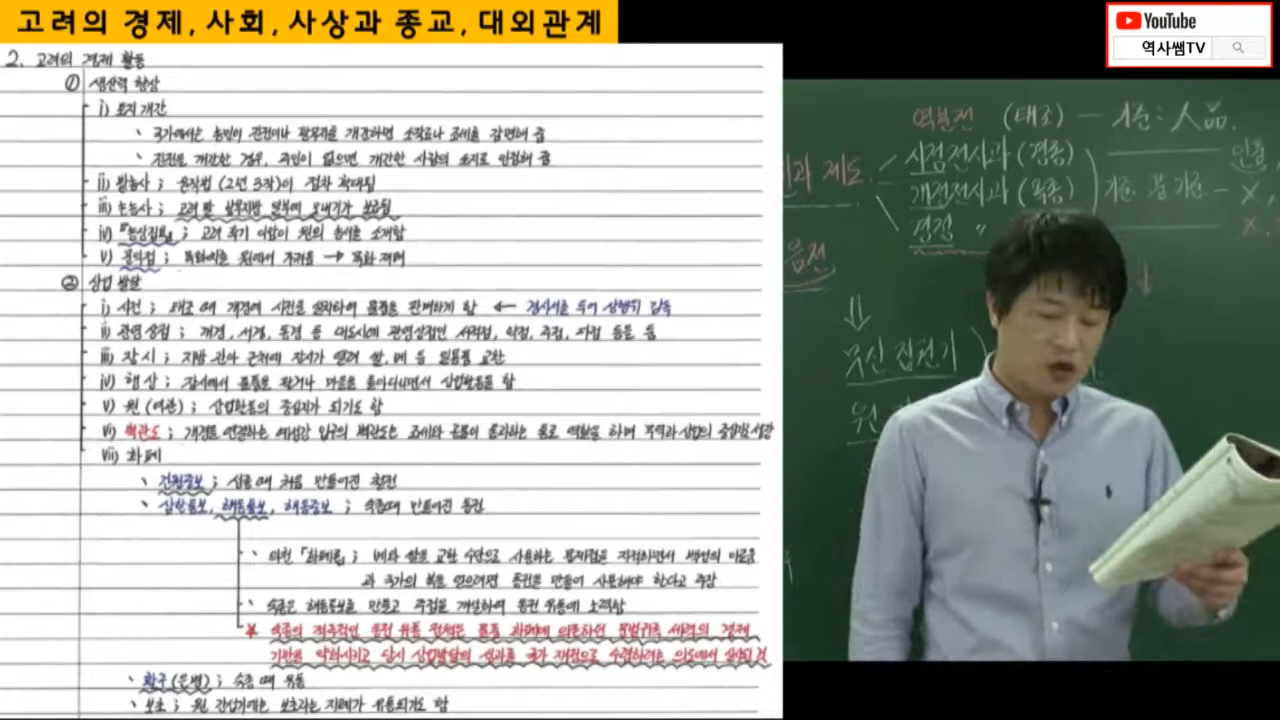 고려의 경제, 사회, 사상과 종교, 대외관계
YouTube
역사쌤TV
2. 고려의 경제 활동
① 생산력 향상
i) 토지 개간
、 국가에서는 농민이 진전이나 황무지를 개간하면 소작료나 조세를 감면해 줌
、 진전을 개간한 경우, 주인이 없으면 개간한 사람의 토지로 인정해 줌
ii) 밭농사 ; 윤작법 (2년 3작)이 점차 확대됨
iii) 논농사 ; 고려 말 남부지방 일부에 모내기가 보급됨
iv) 『농상집요』 ; 고려 후기 이암이 원의 농서를 소개함
v) 문익점 ; 목화씨를 원에서 가져옴 → 목화 재배
② 상업 발달
i) 시전 ; 태조 때 개경에 시전을 설치하여 물품을 판매하게 함 ← 경시서를 두어 상행위 감독
ii) 관영상점 ; 개경, 서경, 동경 등 대도시에 관영상점인 서적점, 약점, 주점, 다점 등을 둠
iii) 장시 ; 지방 관아 근처에 장시가 열려 쌀, 베 등 일용품 교환
iv) 행상 ; 장시에서 물품을 팔거나 마을을 돌아다니면서 상업활동을 함
v) 원 (여관) ; 상업활동의 중심지가 되기도 함
vi) 벽란도 ; 개경을 연결하는 예성강 입구의 벽란도는 조세와 공물이 통과하는 통로 역할을 하며 무역과 상업의 중심으로 성장
vii) 화폐
、 건원중보 ; 성종 때 처음 만들어진 철전
、 삼한통보, 해동통보, 해동중보 ; 숙종때 만들어진 동전
、 의천 『화폐론』 ; 베와 쌀을 교환 수단으로 사용하는 문제점을 지적하면서 백성의 이로움
과 국가의 복을 얻으려면 동전을 만들어 사용해야 한다고 주장
、 숙종은 해동통보를 만들고 주점을 개설하여 동전 유통에 노력함
* 숙종의 적극적인 동전 유통 정책은 물품 화폐에 의존하던 문벌귀족 세력의 경제
기반을 약화시키고 당시 상업발달의 성과를 국가 재정으로 수렴하려는 의도에서 실시된 것
、 활구 (은병) ; 숙종 때 유통
、 보초 ; 원 간섭기에는 보초라는 지폐가 유통되기도 함
역분전 (태조) - 기준 : 人品.
시정전시과 (경종)
과 제도
개정전시과 (목종) 기준
경정 〃
음전
무신 집권기
원